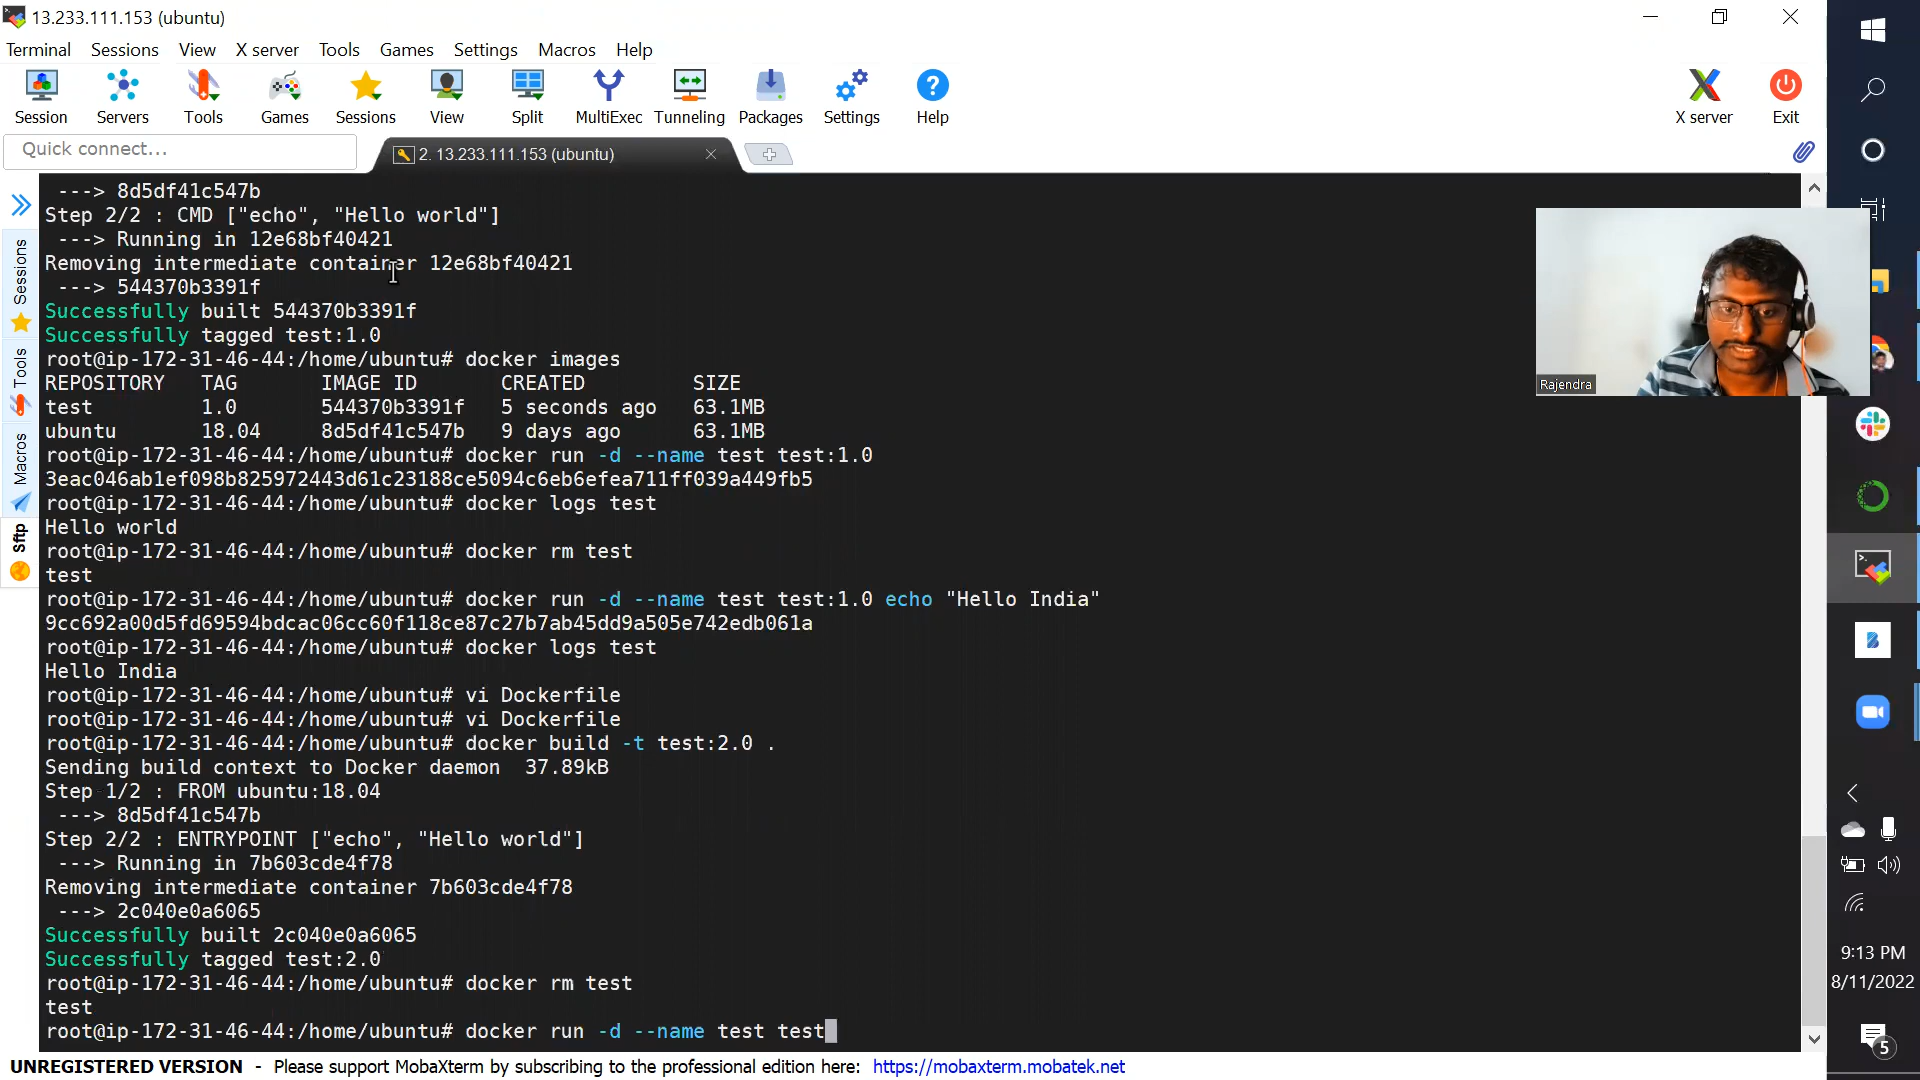 13.233.111.153 (ubuntu)
Terminal Sessions View X server Tools Games Settings Macros Help
Session Servers Tools Games Sessions View Split MultiExec Tunneling Packages Settings Help X server Exit
Quick connect...
2. 13.233.111.153 (ubuntu)
Sessions
Tools
Macros
Sftp
---> 8d5df41c547b
Step 2/2 : CMD ["echo", "Hello world"]
---> Running in 12e68bf40421
Removing intermediate container 12e68bf40421
---> 544370b3391f
Successfully built 544370b3391f
Successfully tagged test:1.0
root@ip-172-31-46-44:/home/ubuntu# docker images
REPOSITORY TAG IMAGE ID CREATED SIZE
test 1.0 544370b3391f 5 seconds ago 63.1MB
ubuntu 18.04 8d5df41c547b 9 days ago 63.1MB
root@ip-172-31-46-44:/home/ubuntu# docker run -d --name test test:1.0
3eac046ab1ef098b825972443d61c23188ce5094c6eb6efea711ff039a449fb5
root@ip-172-31-46-44:/home/ubuntu# docker logs test
Hello world
root@ip-172-31-46-44:/home/ubuntu# docker rm test
test
root@ip-172-31-46-44:/home/ubuntu# docker run -d --name test test:1.0 echo "Hello India"
9cc692a00d5fd69594bdcac06cc60f118ce87c27b7ab45dd9a505e742edb061a
root@ip-172-31-46-44:/home/ubuntu# docker logs test
Hello India
root@ip-172-31-46-44:/home/ubuntu# vi Dockerfile
root@ip-172-31-46-44:/home/ubuntu# vi Dockerfile
root@ip-172-31-46-44:/home/ubuntu# docker build -t test:2.0 .
Sending build context to Docker daemon 37.89kB
Step 1/2 : FROM ubuntu:18.04
---> 8d5df41c547b
Step 2/2 : ENTRYPOINT ["echo", "Hello world"]
---> Running in 7b603cde4f78
Removing intermediate container 7b603cde4f78
---> 2c040e0a6065
Successfully built 2c040e0a6065
Successfully tagged test:2.0
root@ip-172-31-46-44:/home/ubuntu# docker rm test
test
root@ip-172-31-46-44:/home/ubuntu# docker run -d --name test test
Rajendra
9:13 PM
8/11/2022
5
UNREGISTERED VERSION - Please support MobaXterm by subscribing to the professional edition here: https://mobaxterm.mobatek.net